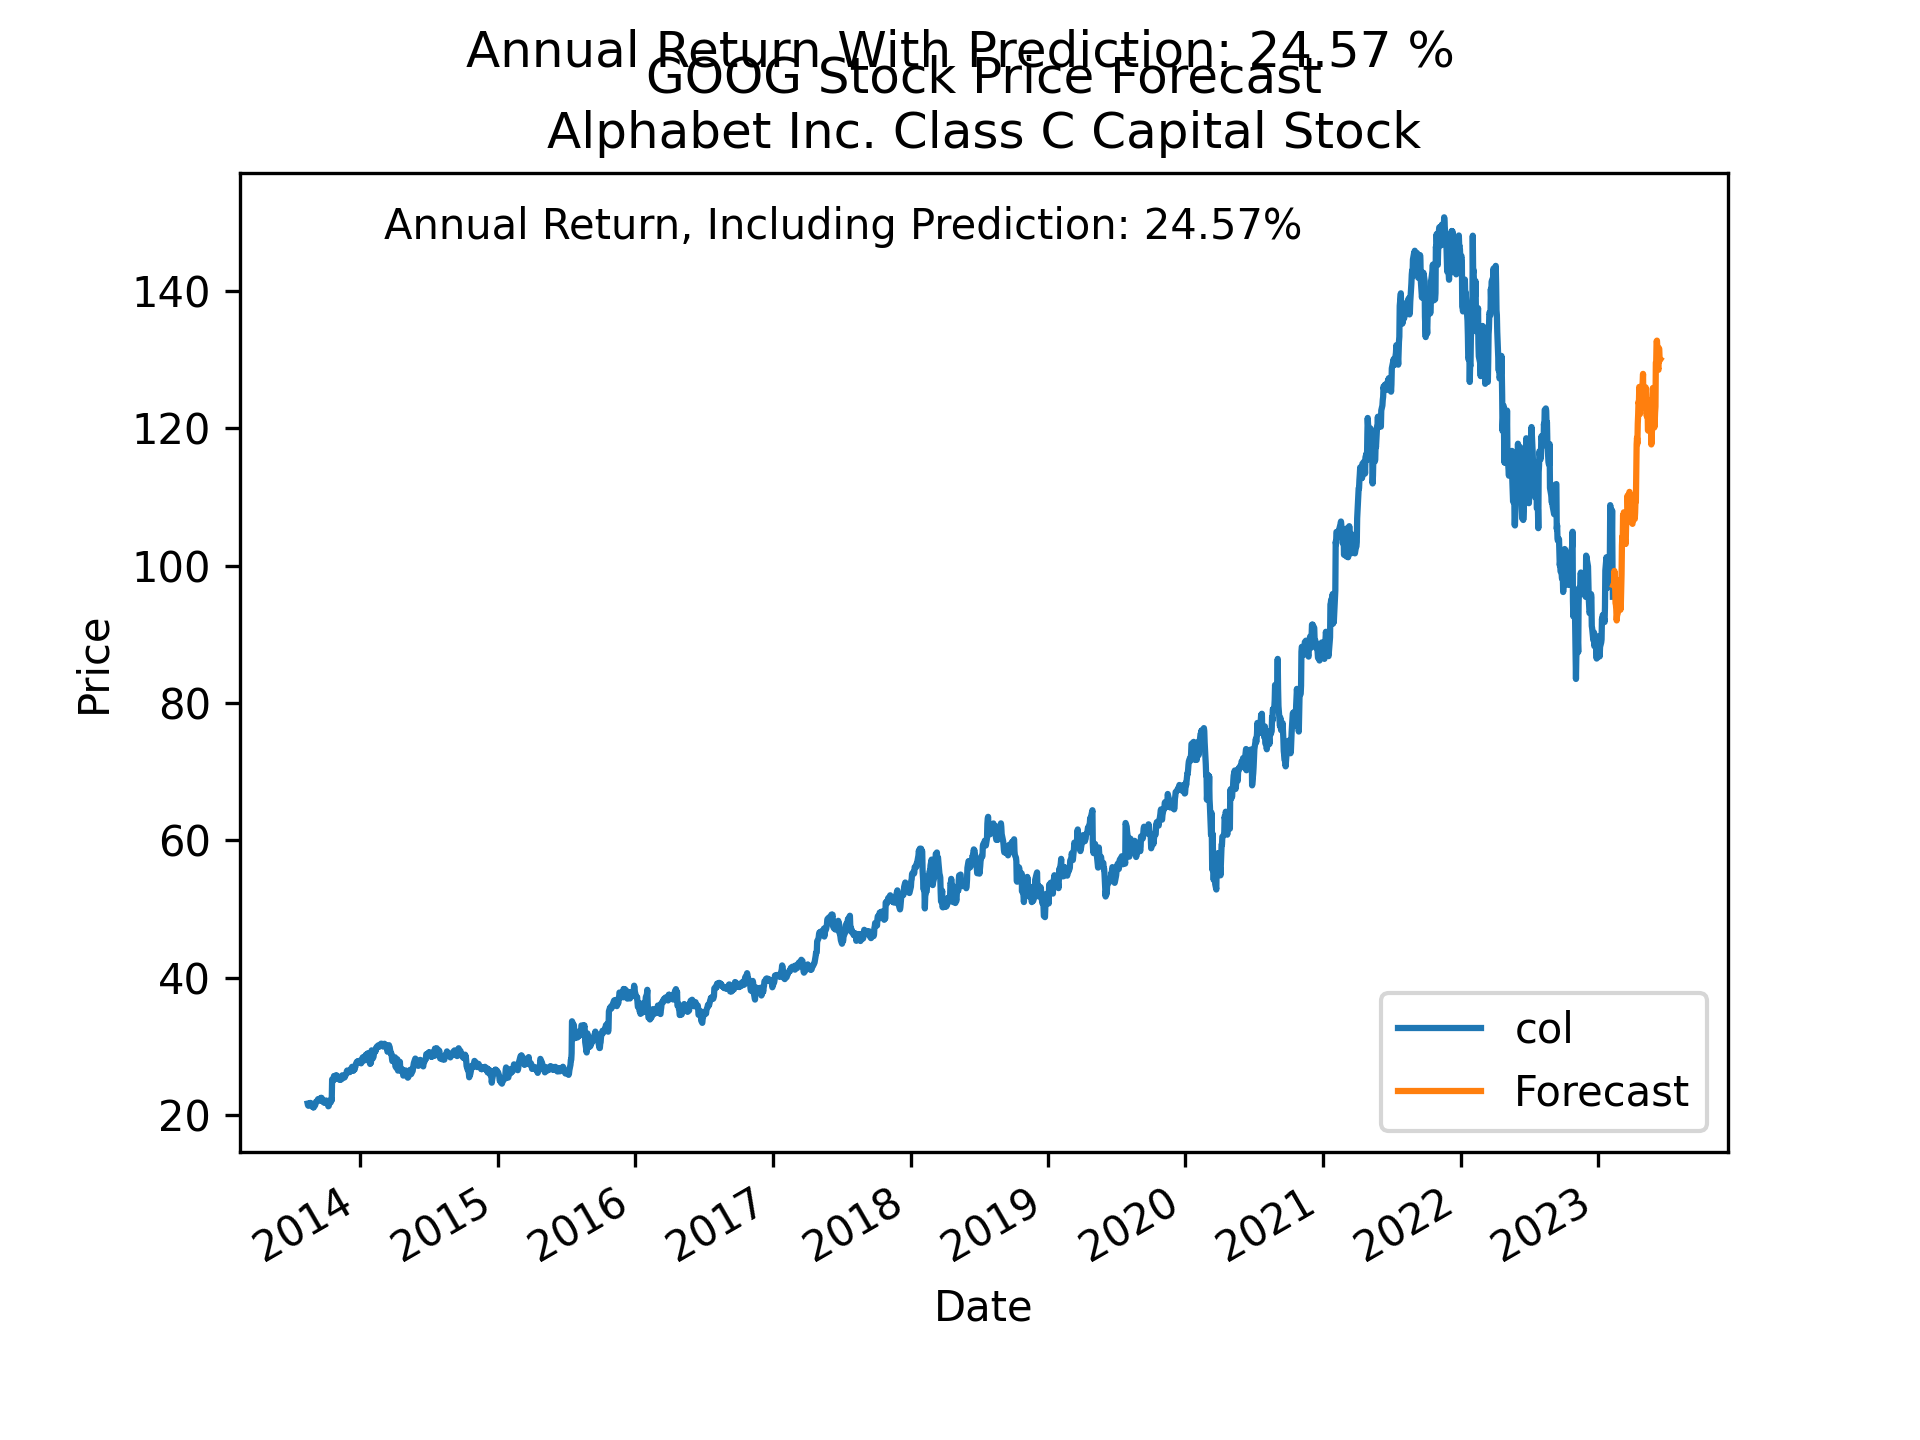 Annual Return With Prediction: 24.57 %
GOOG Stock Price Forecast
Alphabet Inc. Class C Capital Stock
Annual Return, Including Prediction: 24.57%
140
120
100
80
60
40
20
Price
col
Forecast
2014 2015 2016 2017 2018 2019 2020 2021 2022 2023
Date